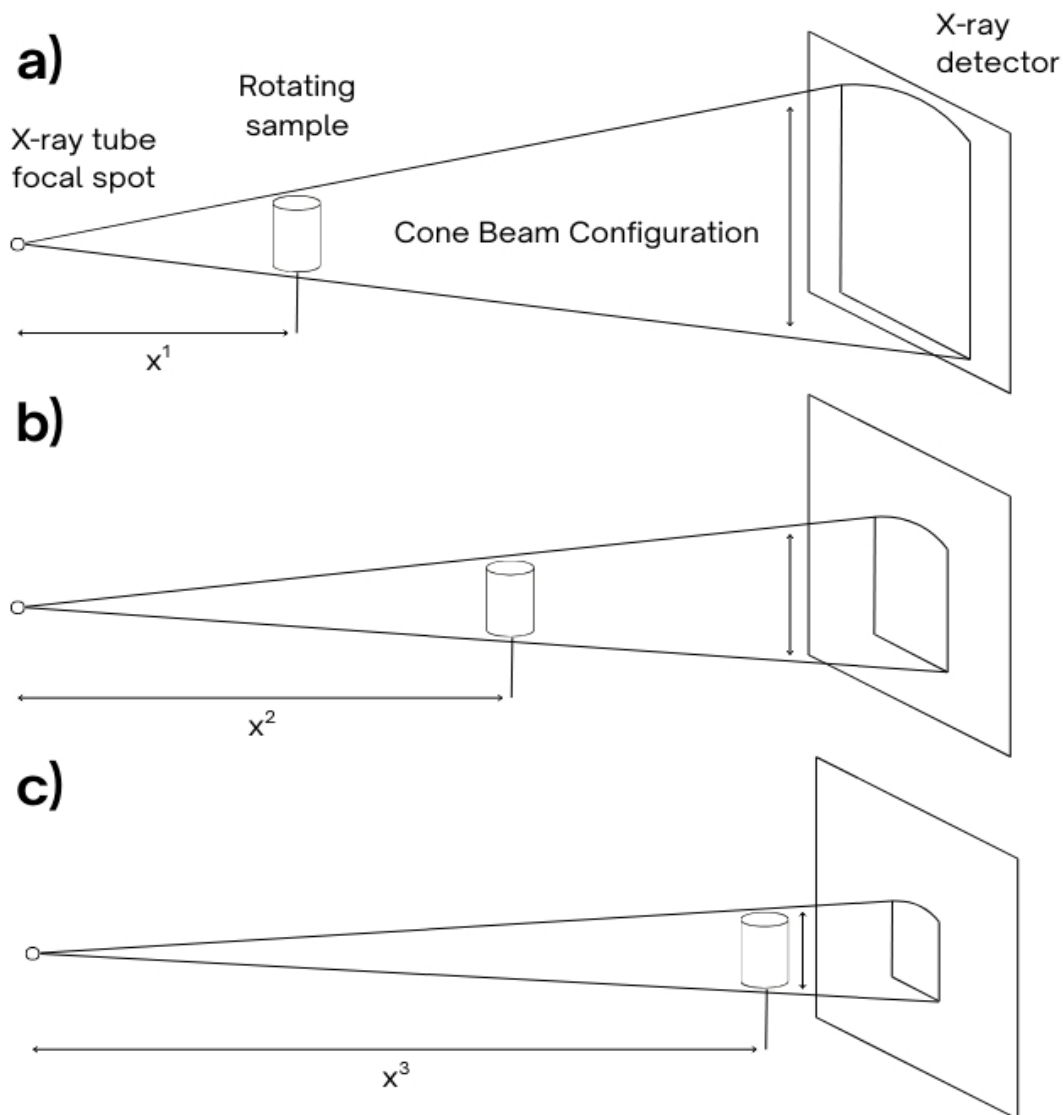 a)
X-ray
detector
Rotating
sample
X-ray tube
focal spot
Cone Beam Configuration
x¹
b)
x²
c)
x³